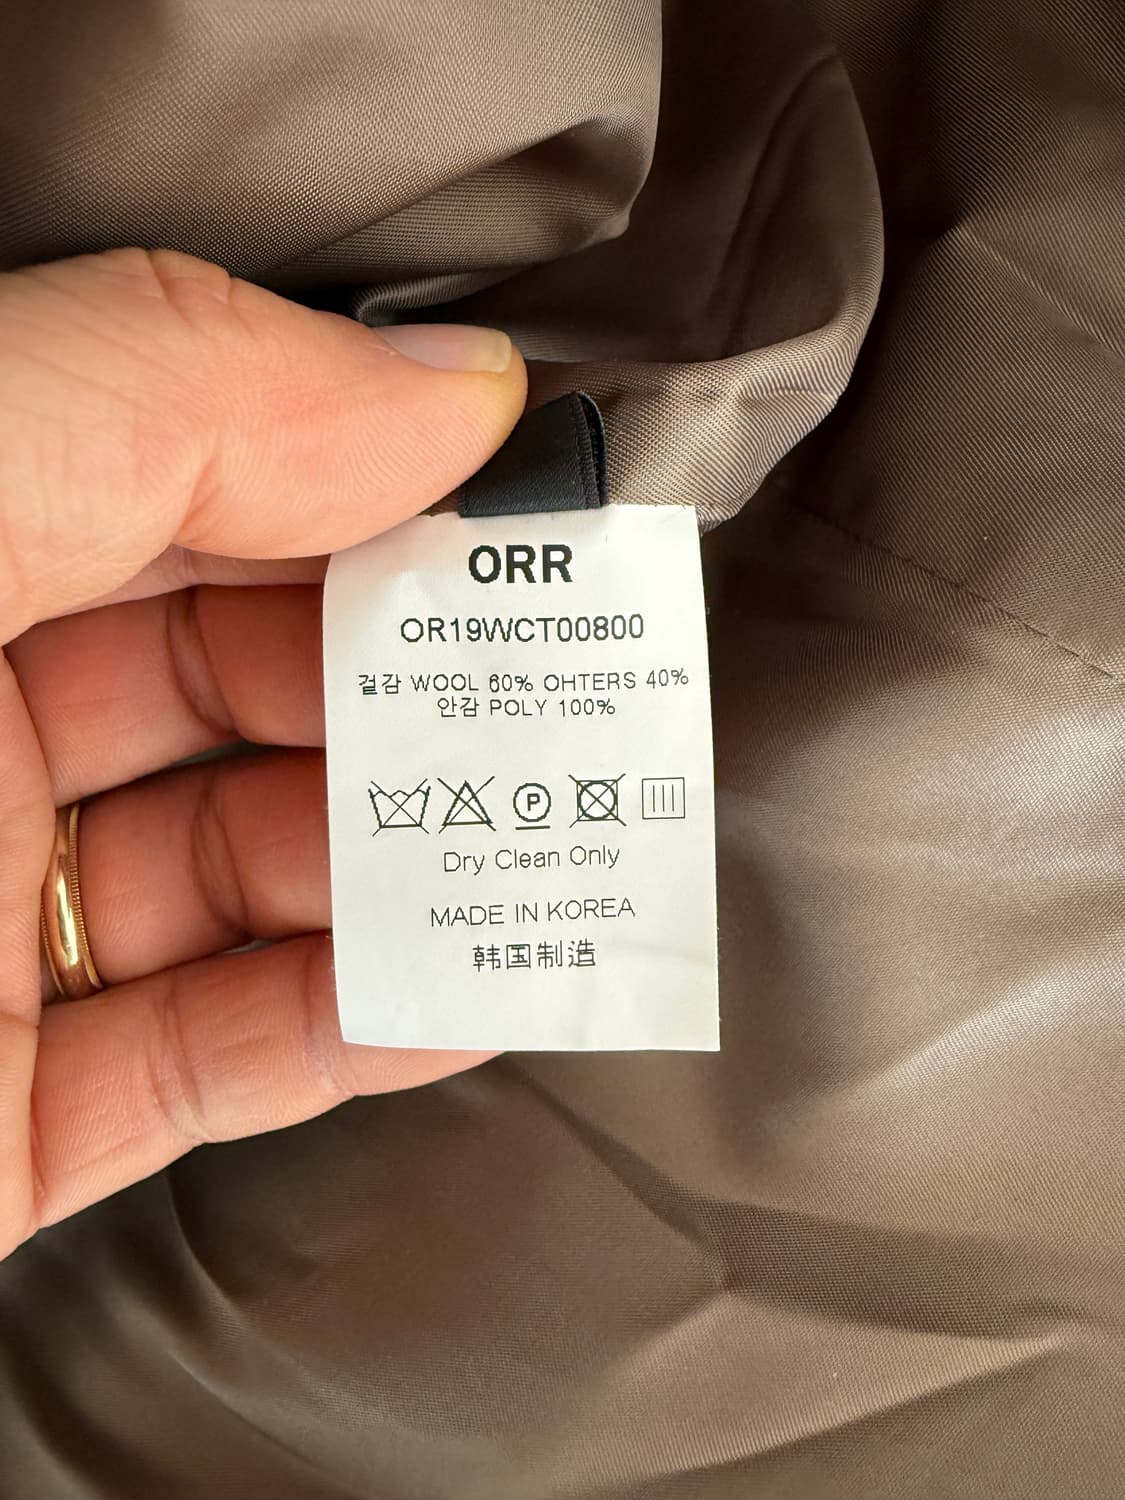 ORR
OR19WCT00800
겉감 WOOL 60% OHTERS 40%
안감 POLY 100%
P
Dry Clean Only
MADE IN KOREA
韩国制造